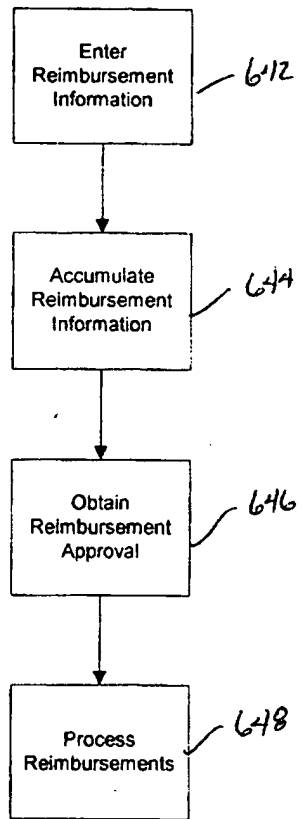 Enter
Reimbursement
Information
642
Accumulate
Reimbursement
Information
644
Obtain
Reimbursement
Approval
646
Process
Reimbursements
648